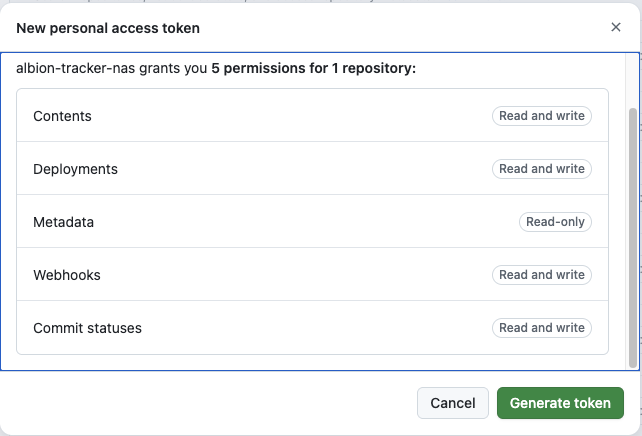 New personal access token
albion-tracker-nas grants you 5 permissions for 1 repository:
Contents Read and write
Deployments Read and write
Metadata Read-only
Webhooks Read and write
Commit statuses Read and write
Cancel Generate token